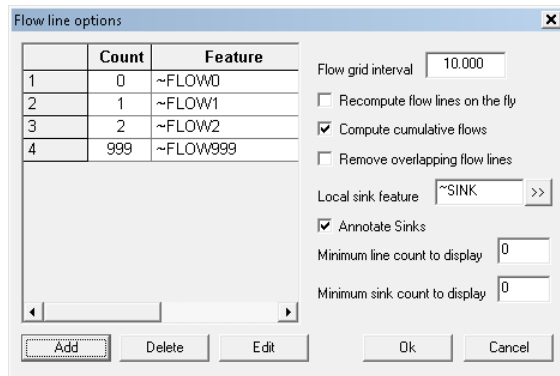 Flow line options
Count Feature
1 0 ~FLOW0
2 1 ~FLOW1
3 2 ~FLOW2
4 999 ~FLOW999
Flow grid interval 10.000
Recompute flow lines on the fly
Compute cumulative flows
Remove overlapping flow lines
Local sink feature ~SINK >>
Annotate Sinks
Minimum line count to display 0
Minimum sink count to display 0
Add Delete Edit Ok Cancel